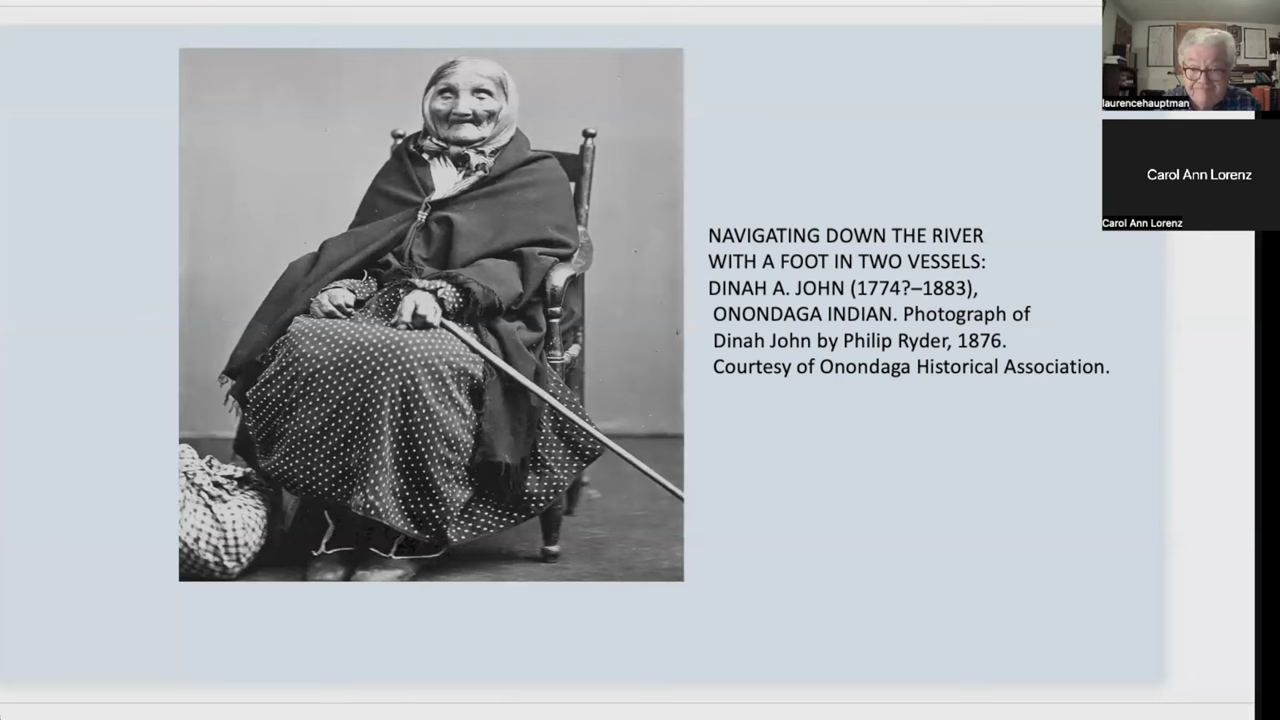 NAVIGATING DOWN THE RIVER
WITH A FOOT IN TWO VESSELS:
DINAH A. JOHN (1774?–1883),
ONONDAGA INDIAN. Photograph of
Dinah John by Philip Ryder, 1876.
Courtesy of Onondaga Historical Association.
laurencehauptman
Carol Ann Lorenz
Carol Ann Lorenz